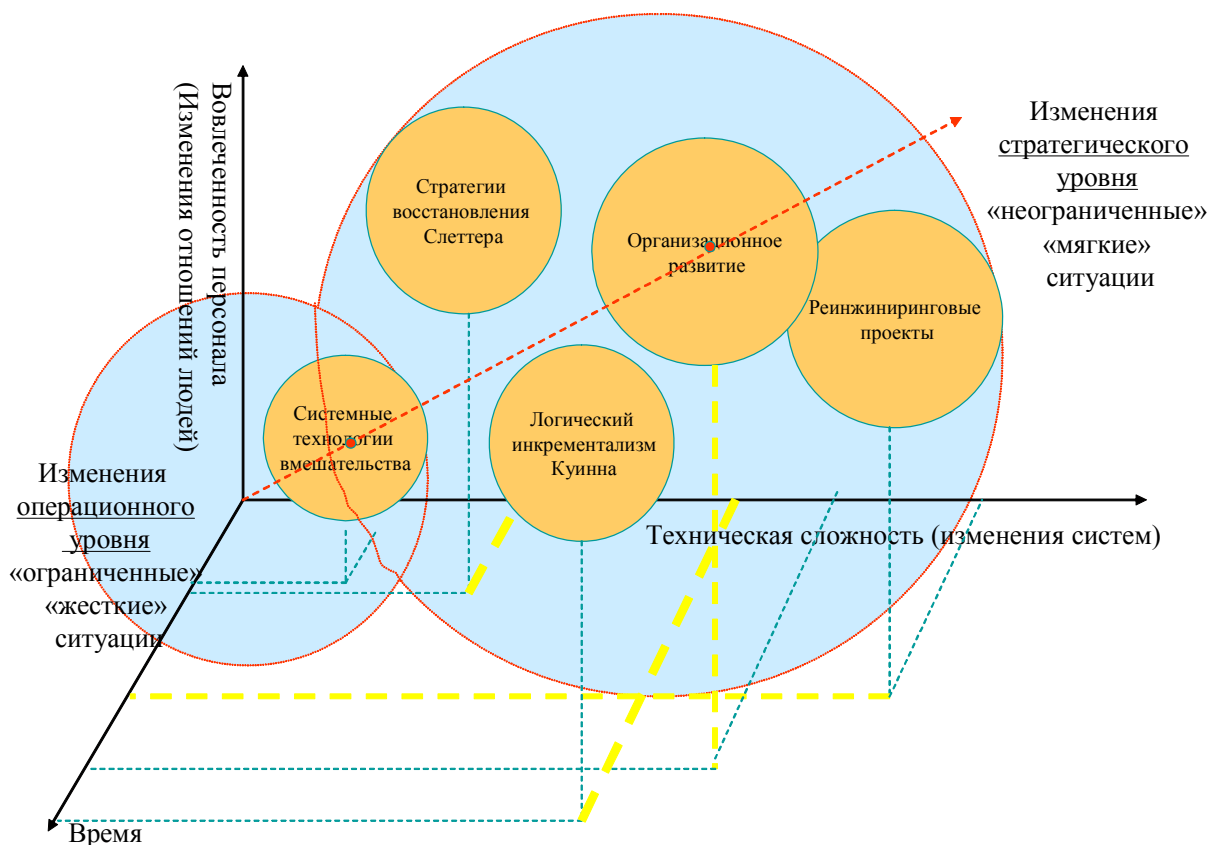 Вовлеченность персонала
(Изменения отношений людей)
Изменения
стратегического
уровня
«неограниченные»
«мягкие»
ситуации
Стратегии
восстановления
Слеттера
Организационное
развитие
Реинжиниринговые
проекты
Системные
технологии
вмешательства
Логический
инкрементализм
Куинна
Изменения
операционного
уровня
«ограниченные»
«жесткие»
ситуации
Техническая сложность (изменения систем)
Время